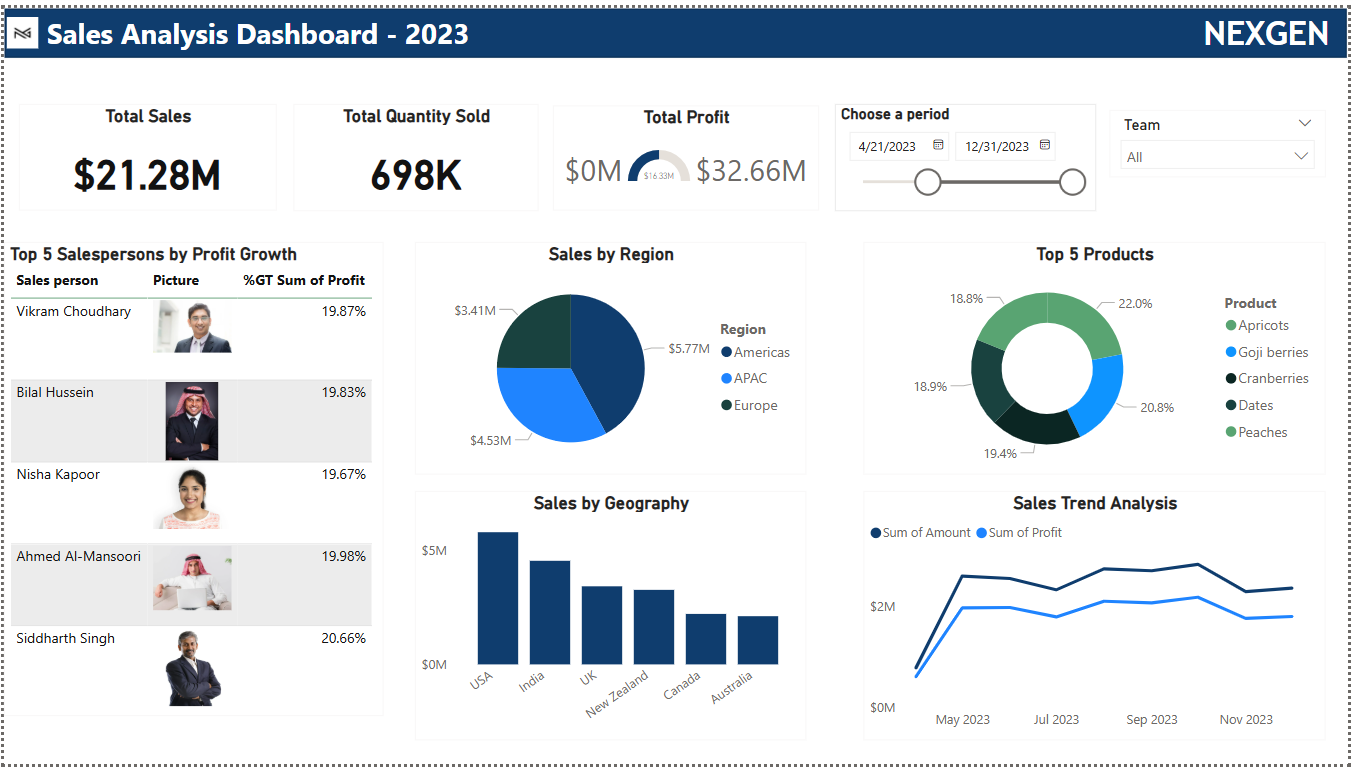 Sales Analysis Dashboard - 2023
NEXGEN
Total Sales
$21.28M
Total Quantity Sold
698K
Total Profit
$0M
$16.33M
$32.66M
Choose a period
4/21/2023
12/31/2023
Team
All
Top 5 Salespersons by Profit Growth
Sales person Picture %GT Sum of Profit
Vikram Choudhary 19.87%
Bilal Hussein 19.83%
Nisha Kapoor 19.67%
Ahmed Al-Mansoori 19.98%
Siddharth Singh 20.66%
Sales by Region
$3.41M
$5.77M
$4.53M
Region
Americas
APAC
Europe
Top 5 Products
18.8%
22.0%
18.9%
20.8%
19.4%
Product
Apricots
Goji berries
Cranberries
Dates
Peaches
Sales by Geography
$5M
$0M
USA
India
UK
New Zealand
Canada
Australia
Sales Trend Analysis
Sum of Amount Sum of Profit
$2M
$0M
May 2023 Jul 2023 Sep 2023 Nov 2023